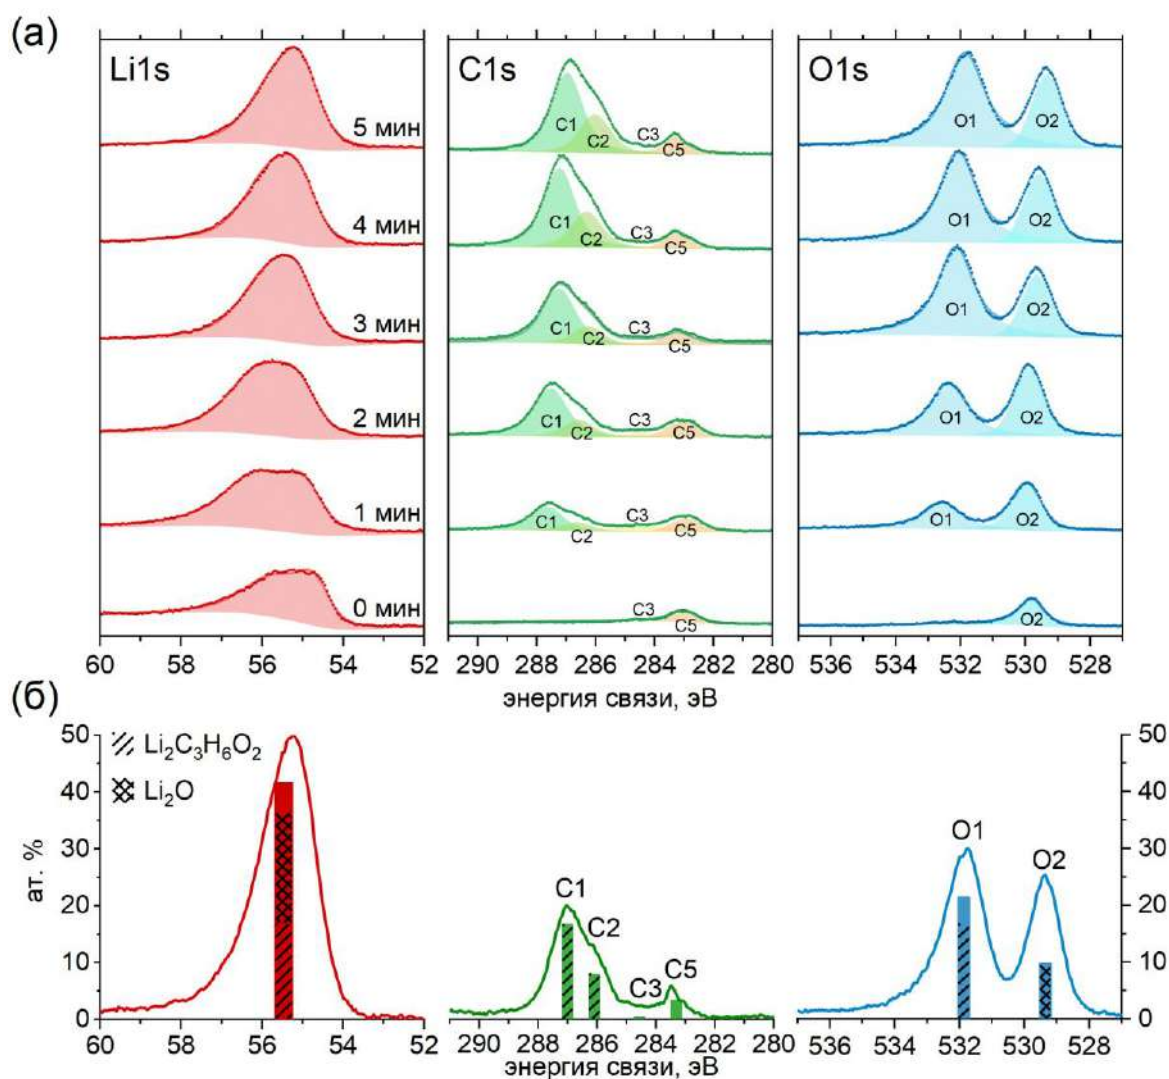 (а)
Li1s
C1s
O1s
5 мин
C1
C2
C3
C5
O1
O2
4 мин
C1
C2
C3
C5
O1
O2
3 мин
C1
C2
C3
C5
O1
O2
2 мин
C1
C2
C3
C5
O1
O2
1 мин
C1
C2
C3
C5
O1
O2
0 мин
C3
C5
O2
60 58 56 54 52
290 288 286 284 282 280
536 534 532 530 528
энергия связи, эВ
(б)
ат. %
50
40
30
20
10
0
Li₂C₃H₆O₂
Li₂O
C1
C2
C3
C5
O1
O2
50
40
30
20
10
0
60 58 56 54 52
290 288 286 284 282 280
536 534 532 530 528
энергия связи, эВ